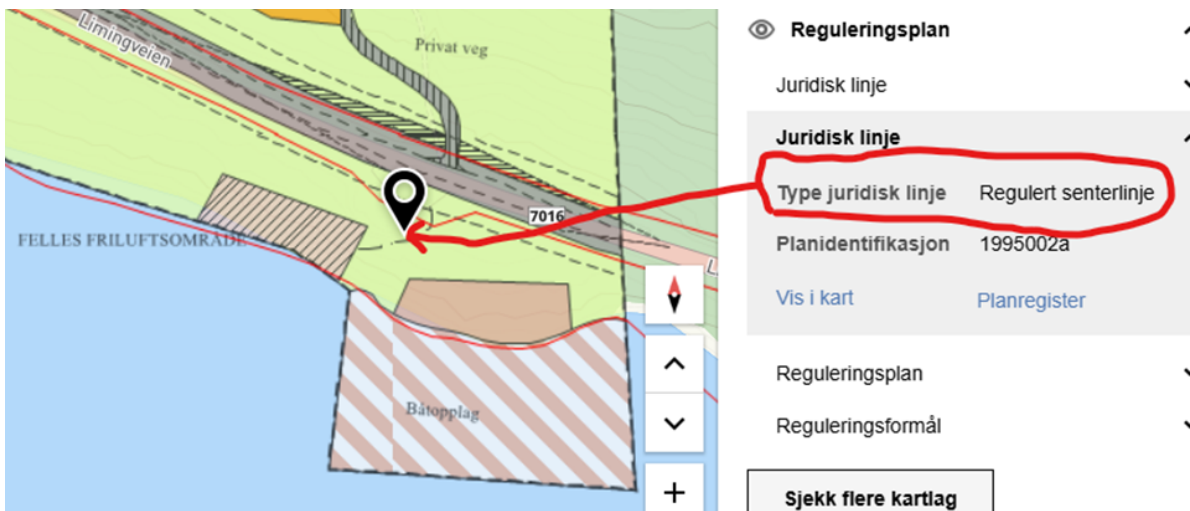 Limingveien
Privat veg
7016
FELLES FRILUFTSOMRÅDE
Båtopplag
L
+
Reguleringsplan
Juridisk linje
Juridisk linje
Type juridisk linje Regulert senterlinje
Planidentifikasjon 1995002a
Vis i kart Planregister
Reguleringsplan
Reguleringsformål
Sjekk flere kartlag